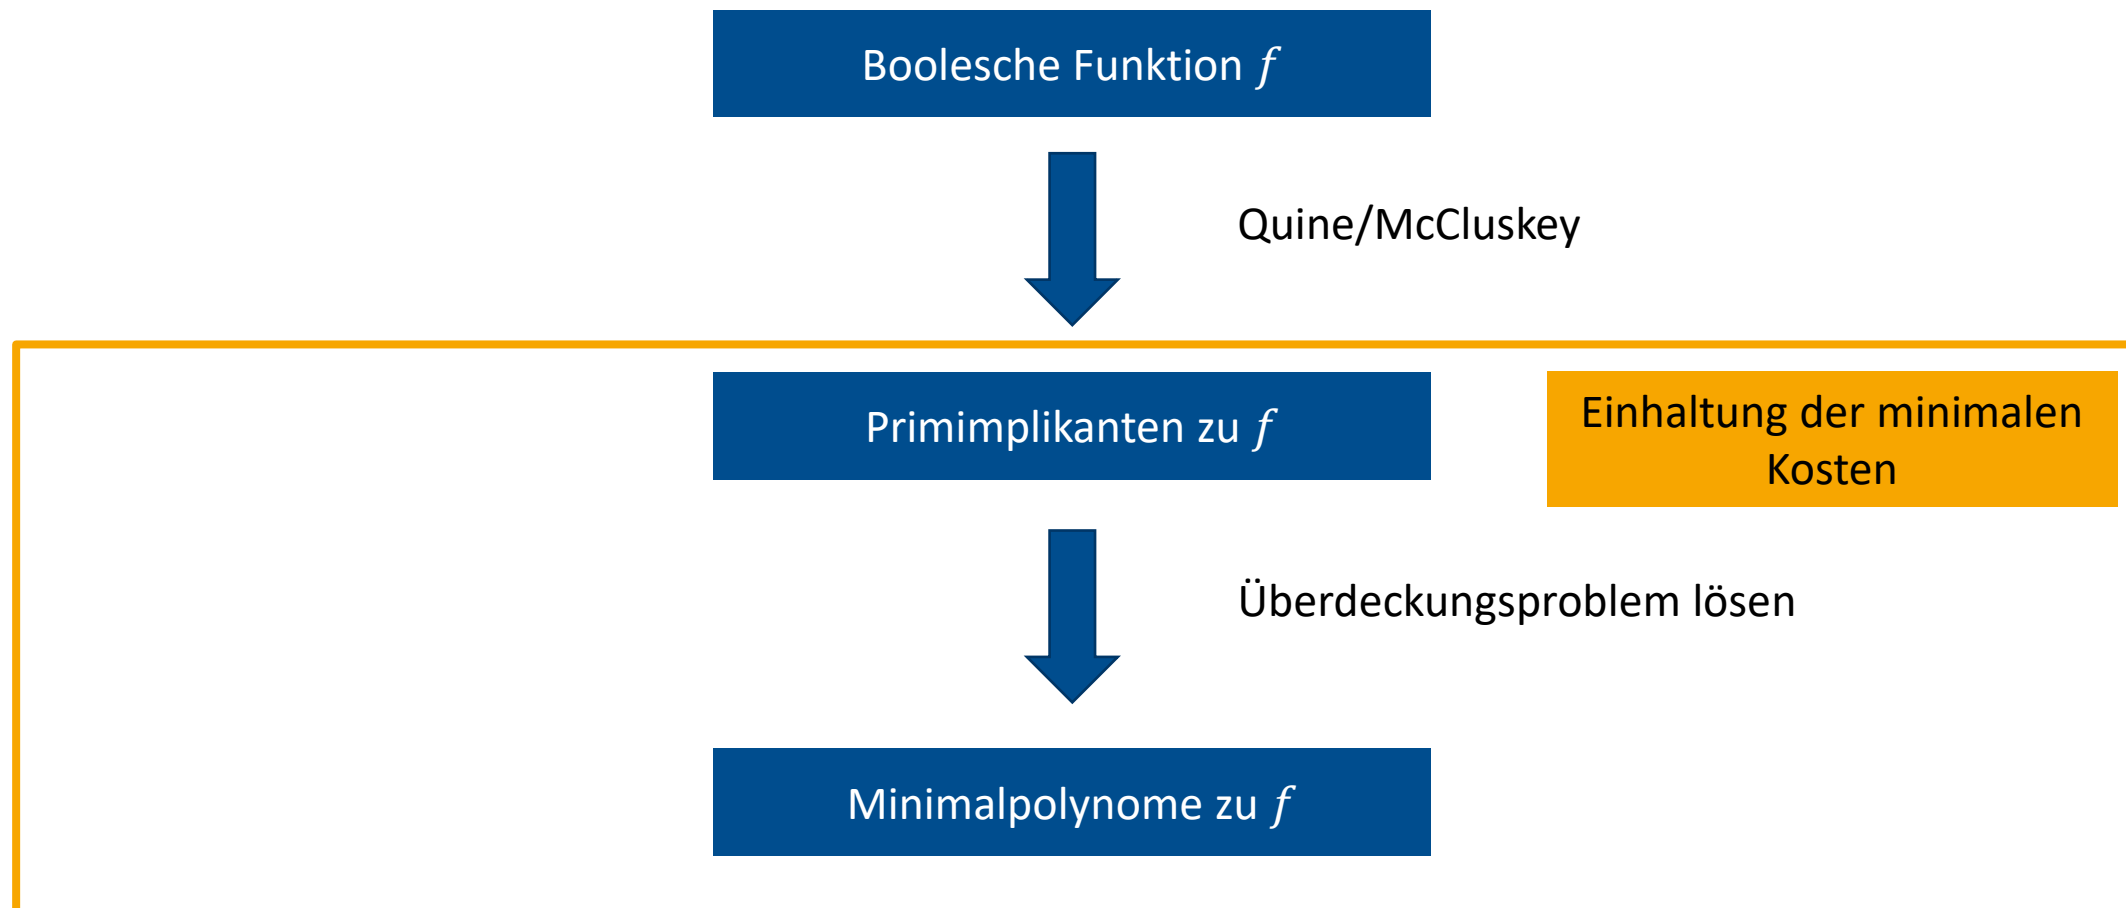 Boolesche Funktion f
Quine/McCluskey
Primimplikanten zu f
Einhaltung der minimalen
Kosten
Überdeckungsproblem lösen
Minimalpolynome zu f